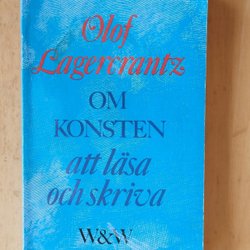 Olof
Lagercrantz
OM
KONSTEN
att läsa
och skriva
W&W